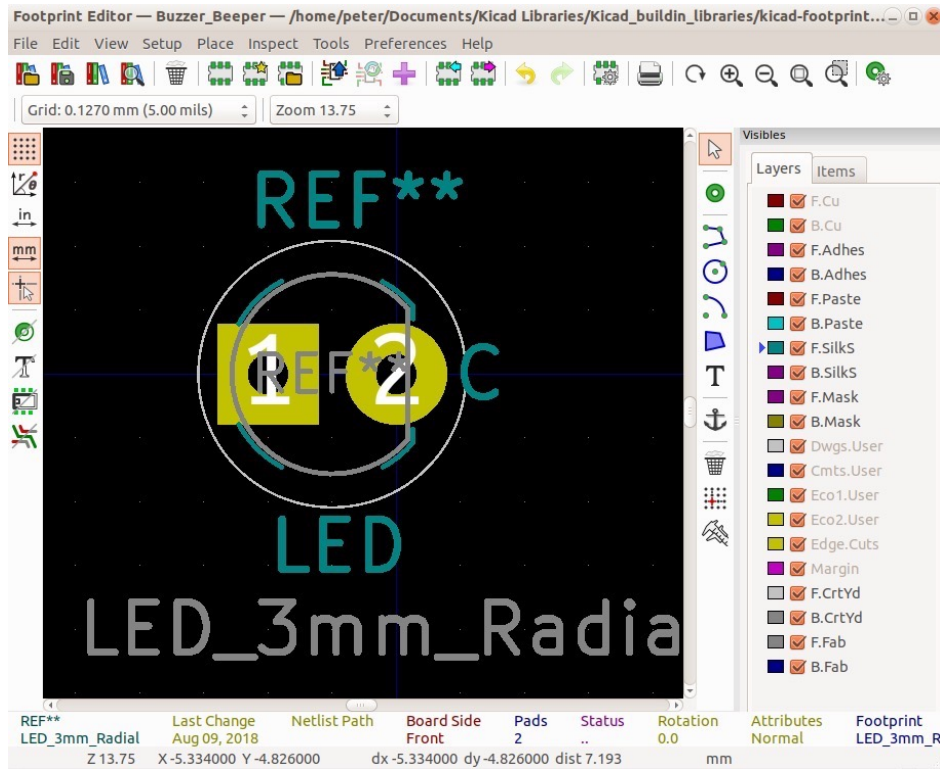 Footprint Editor — Buzzer_Beeper — /home/peter/Documents/Kicad Libraries/Kicad_buildin_libraries/kicad-footprint...
File Edit View Setup Place Inspect Tools Preferences Help
Grid: 0.1270 mm (5.00 mils) Zoom 13.75
in
mm
REF**
1 REF** 2 C
LED
LED_3mm_Radia
T
Visibles
Layers Items
F.Cu
B.Cu
F.Adhes
B.Adhes
F.Paste
B.Paste
F.SilkS
B.SilkS
F.Mask
B.Mask
Dwgs.User
Cmts.User
Eco1.User
Eco2.User
Edge.Cuts
Margin
F.CrtYd
B.CrtYd
F.Fab
B.Fab
REF** Last Change Netlist Path Board Side Pads Status Rotation Attributes Footprint
LED_3mm_Radial Aug 09, 2018 Front 2 .. 0.0 Normal LED_3mm_R
Z 13.75 X -5.334000 Y -4.826000 dx -5.334000 dy -4.826000 dist 7.193 mm